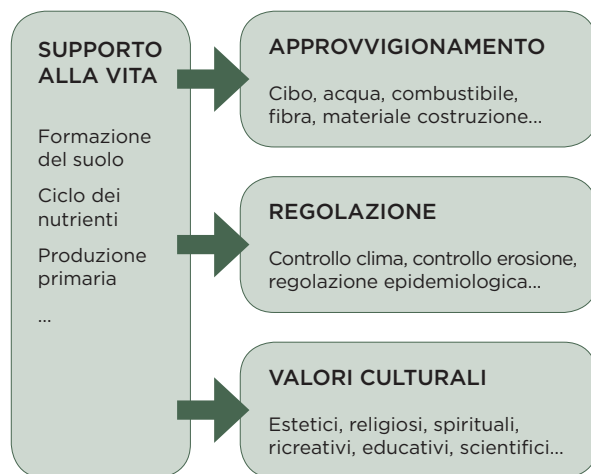 SUPPORTO
ALLA VITA
Formazione
del suolo
Ciclo dei
nutrienti
Produzione
primaria
...
APPROVVIGIONAMENTO
Cibo, acqua, combustibile,
fibra, materiale costruzione...
REGOLAZIONE
Controllo clima, controllo erosione,
regolazione epidemiologica...
VALORI CULTURALI
Estetici, religiosi, spirituali,
ricreativi, educativi, scientifici...